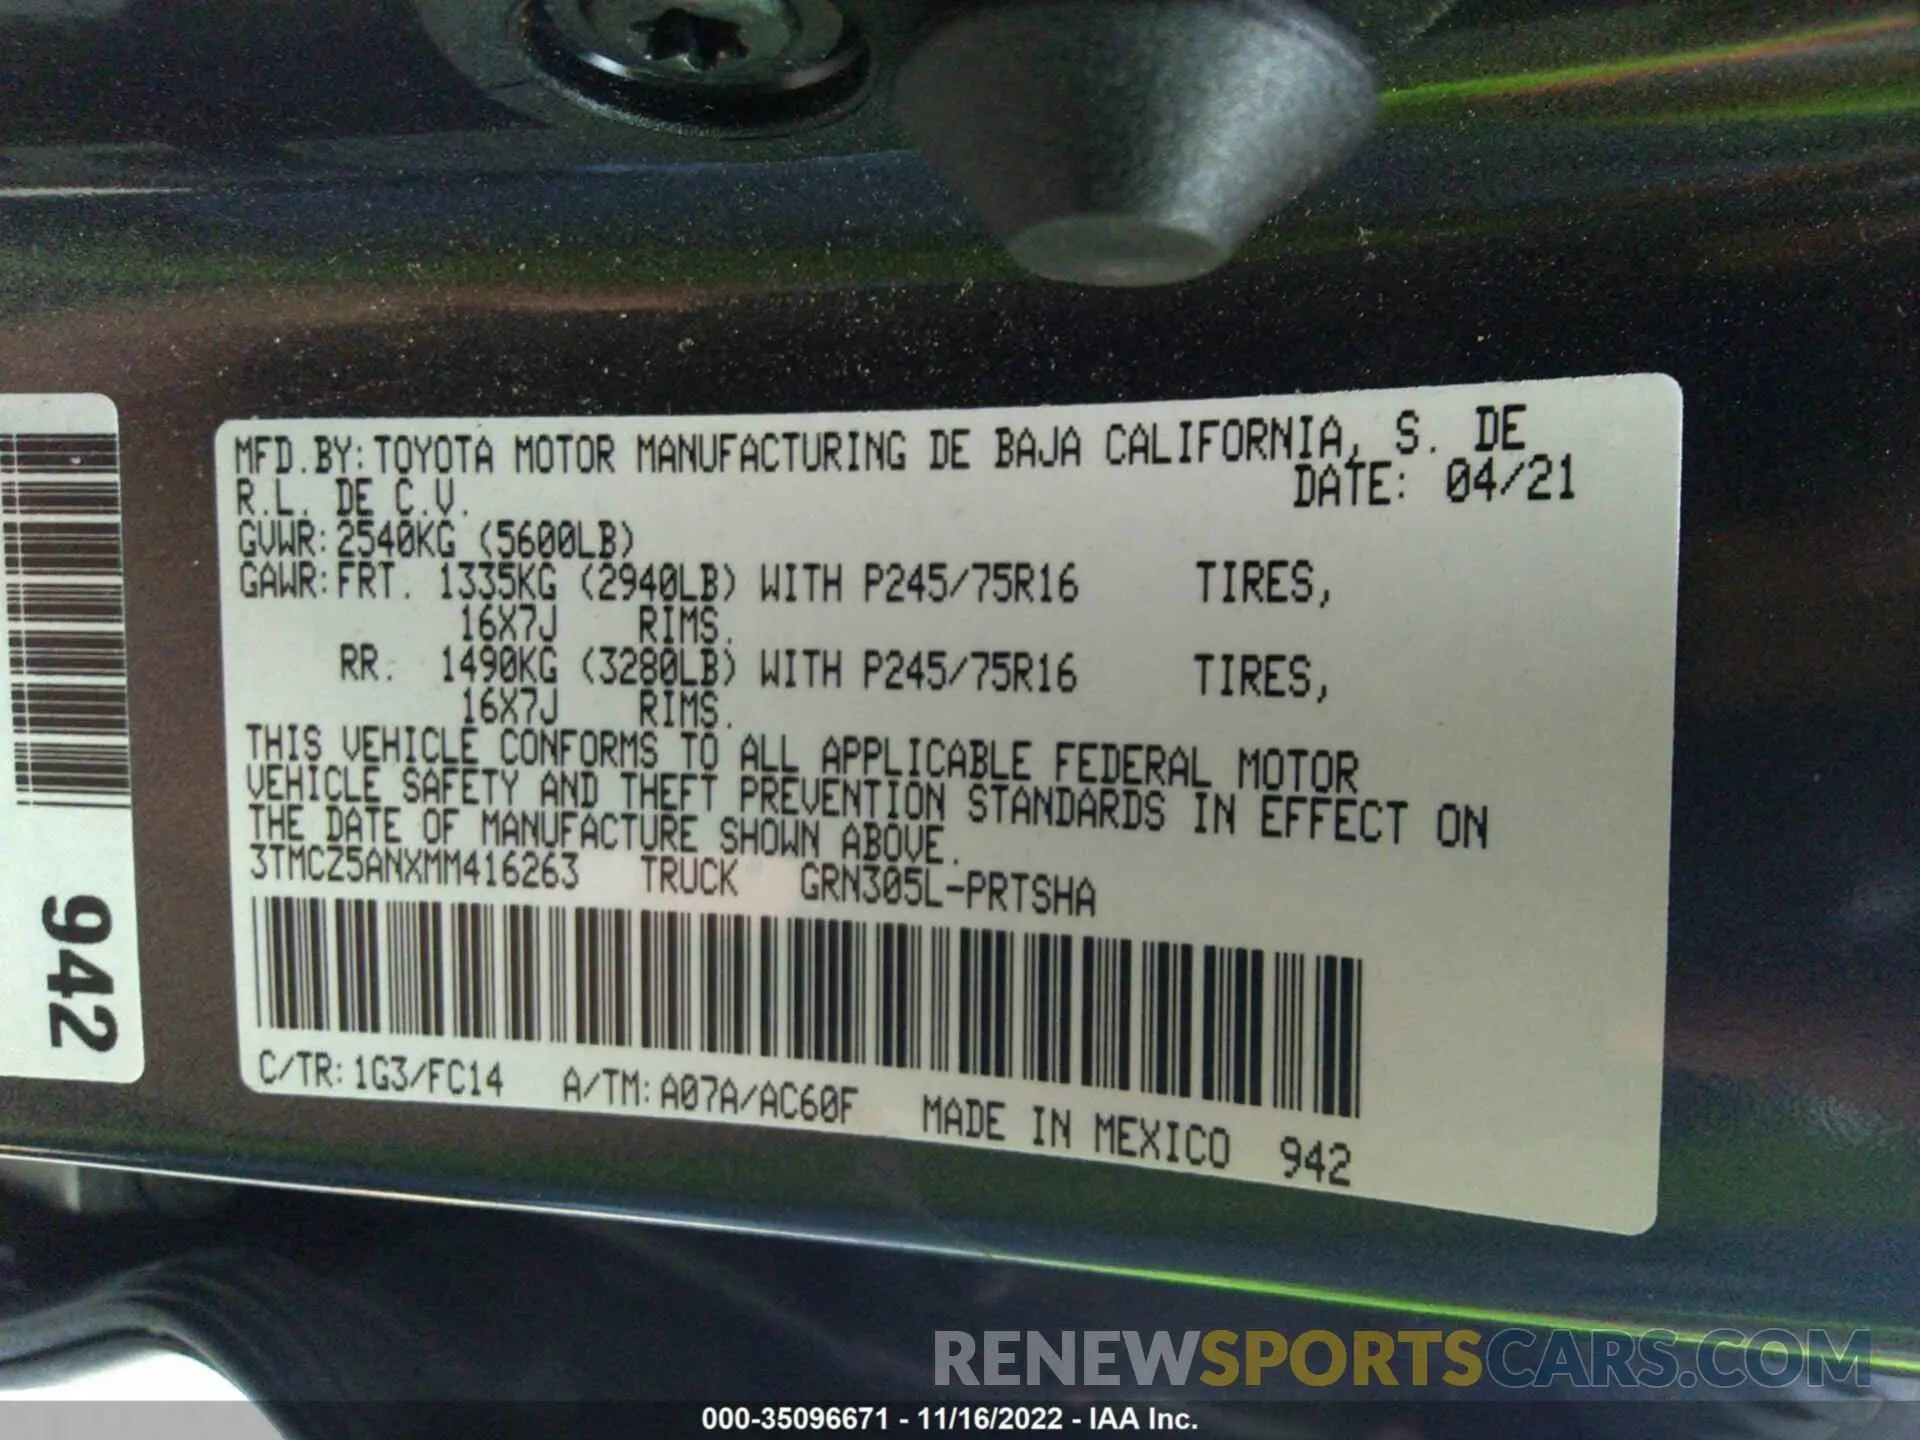 MFD.BY:TOYOTA MOTOR MANUFACTURING DE BAJA CALIFORNIA, S. DE
R.L. DE C.V. DATE: 04/21
GVWR:2540KG (5600LB)
GAWR:FRT. 1335KG (2940LB) WITH P245/75R16 TIRES,
16X7J RIMS.
RR. 1490KG (3280LB) WITH P245/75R16 TIRES,
16X7J RIMS.
THIS VEHICLE CONFORMS TO ALL APPLICABLE FEDERAL MOTOR
VEHICLE SAFETY AND THEFT PREVENTION STANDARDS IN EFFECT ON
THE DATE OF MANUFACTURE SHOWN ABOVE.
3TMCZ5ANXMM416263 TRUCK GRN305L-PRTSHA
C/TR:1G3/FC14 A/TM:A07A/AC60F MADE IN MEXICO 942
942
RENEWSPORTSCARS.COM
000-35096671 - 11/16/2022 - IAA Inc.